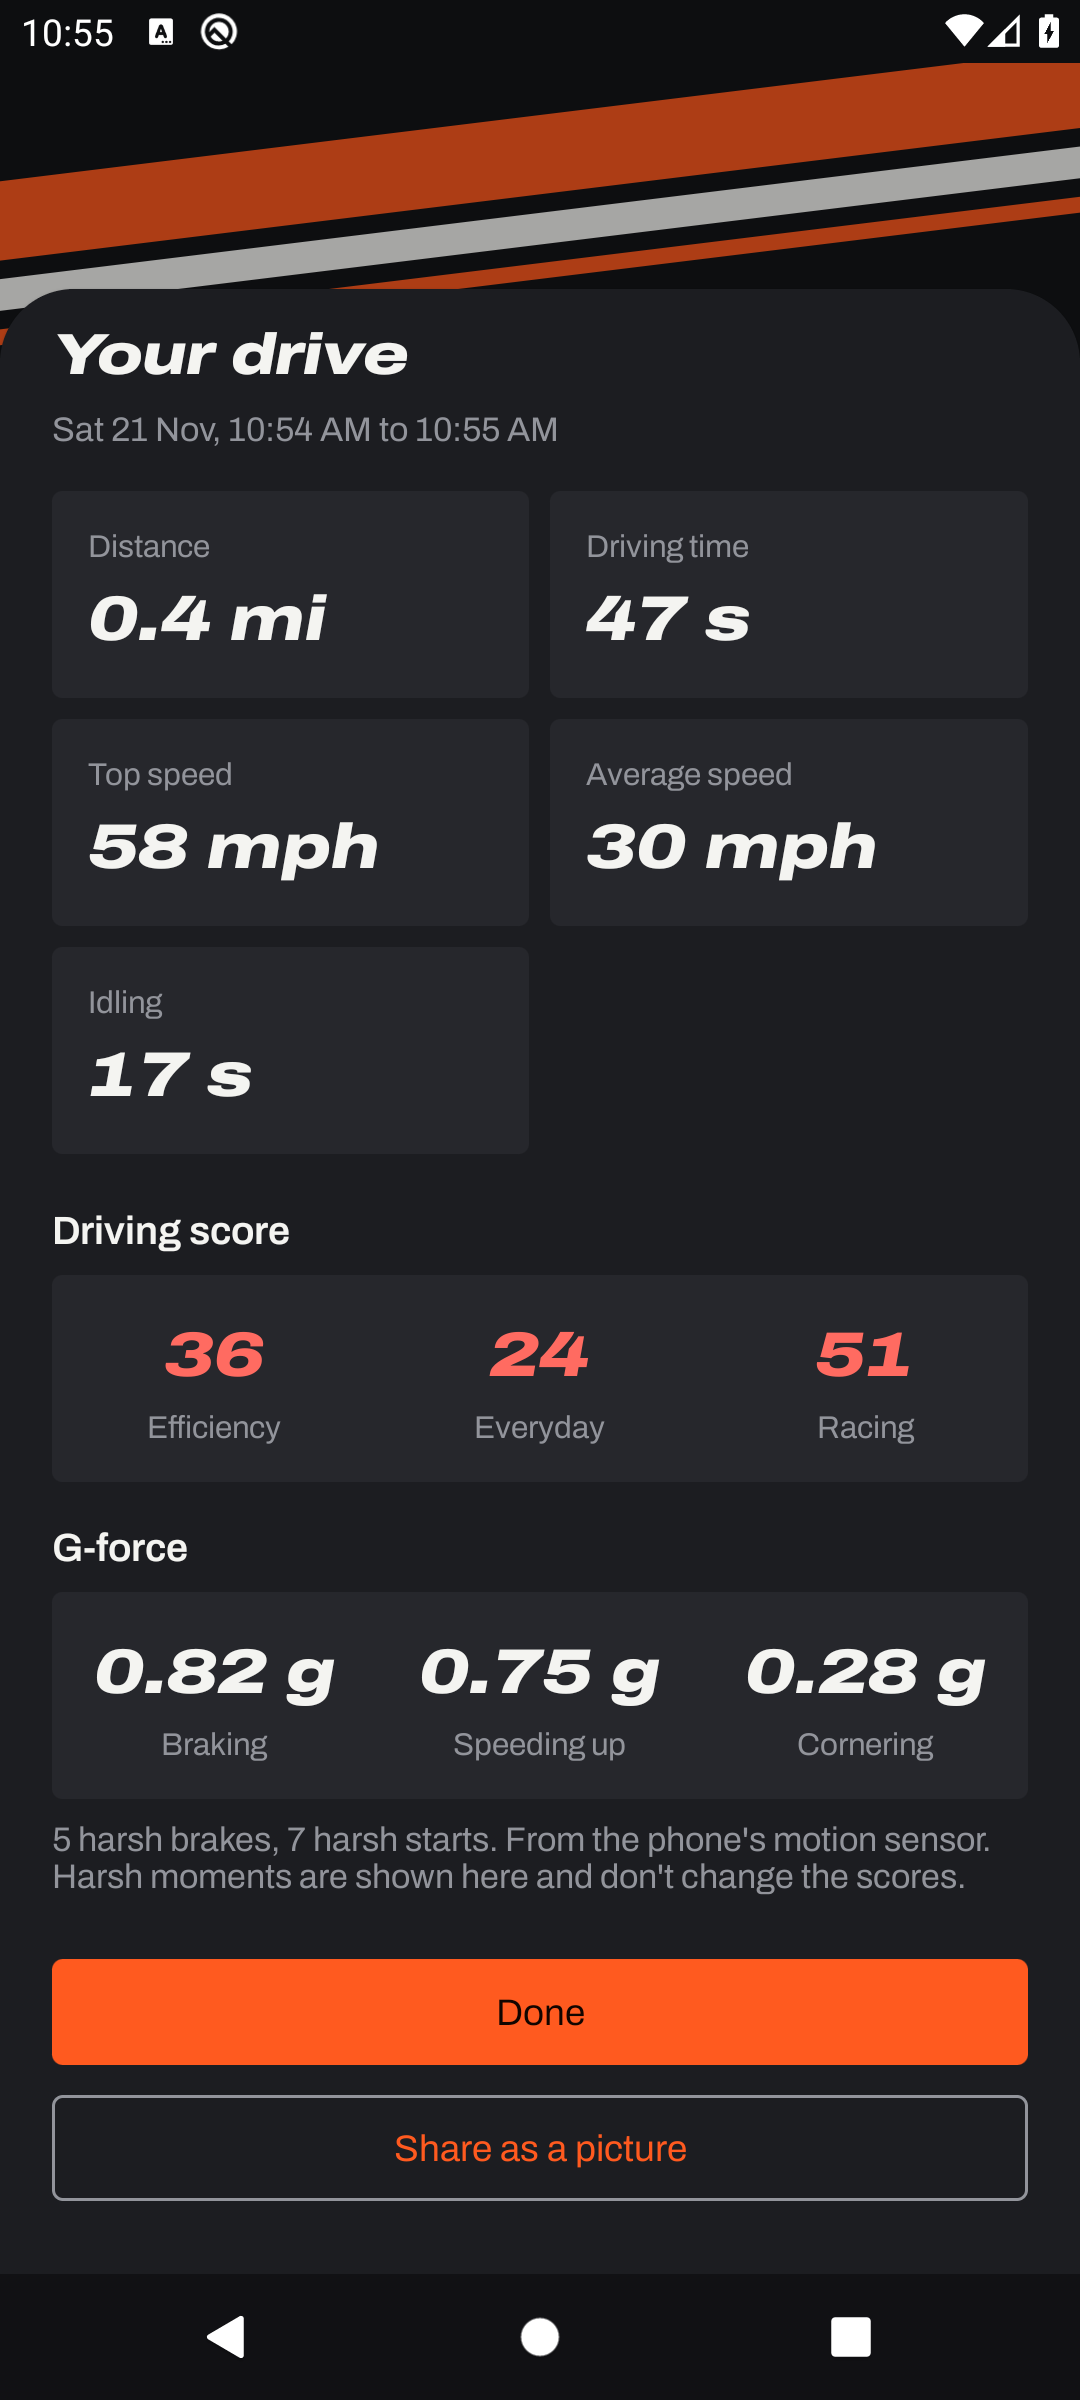 10:55
Your drive
Sat 21 Nov, 10:54 AM to 10:55 AM
Distance
0.4 mi
Driving time
47 s
Top speed
58 mph
Average speed
30 mph
Idling
17 s
Driving score
36
Efficiency
24
Everyday
51
Racing
G-force
0.82 g
Braking
0.75 g
Speeding up
0.28 g
Cornering
5 harsh brakes, 7 harsh starts. From the phone's motion sensor.
Harsh moments are shown here and don't change the scores.
Done
Share as a picture